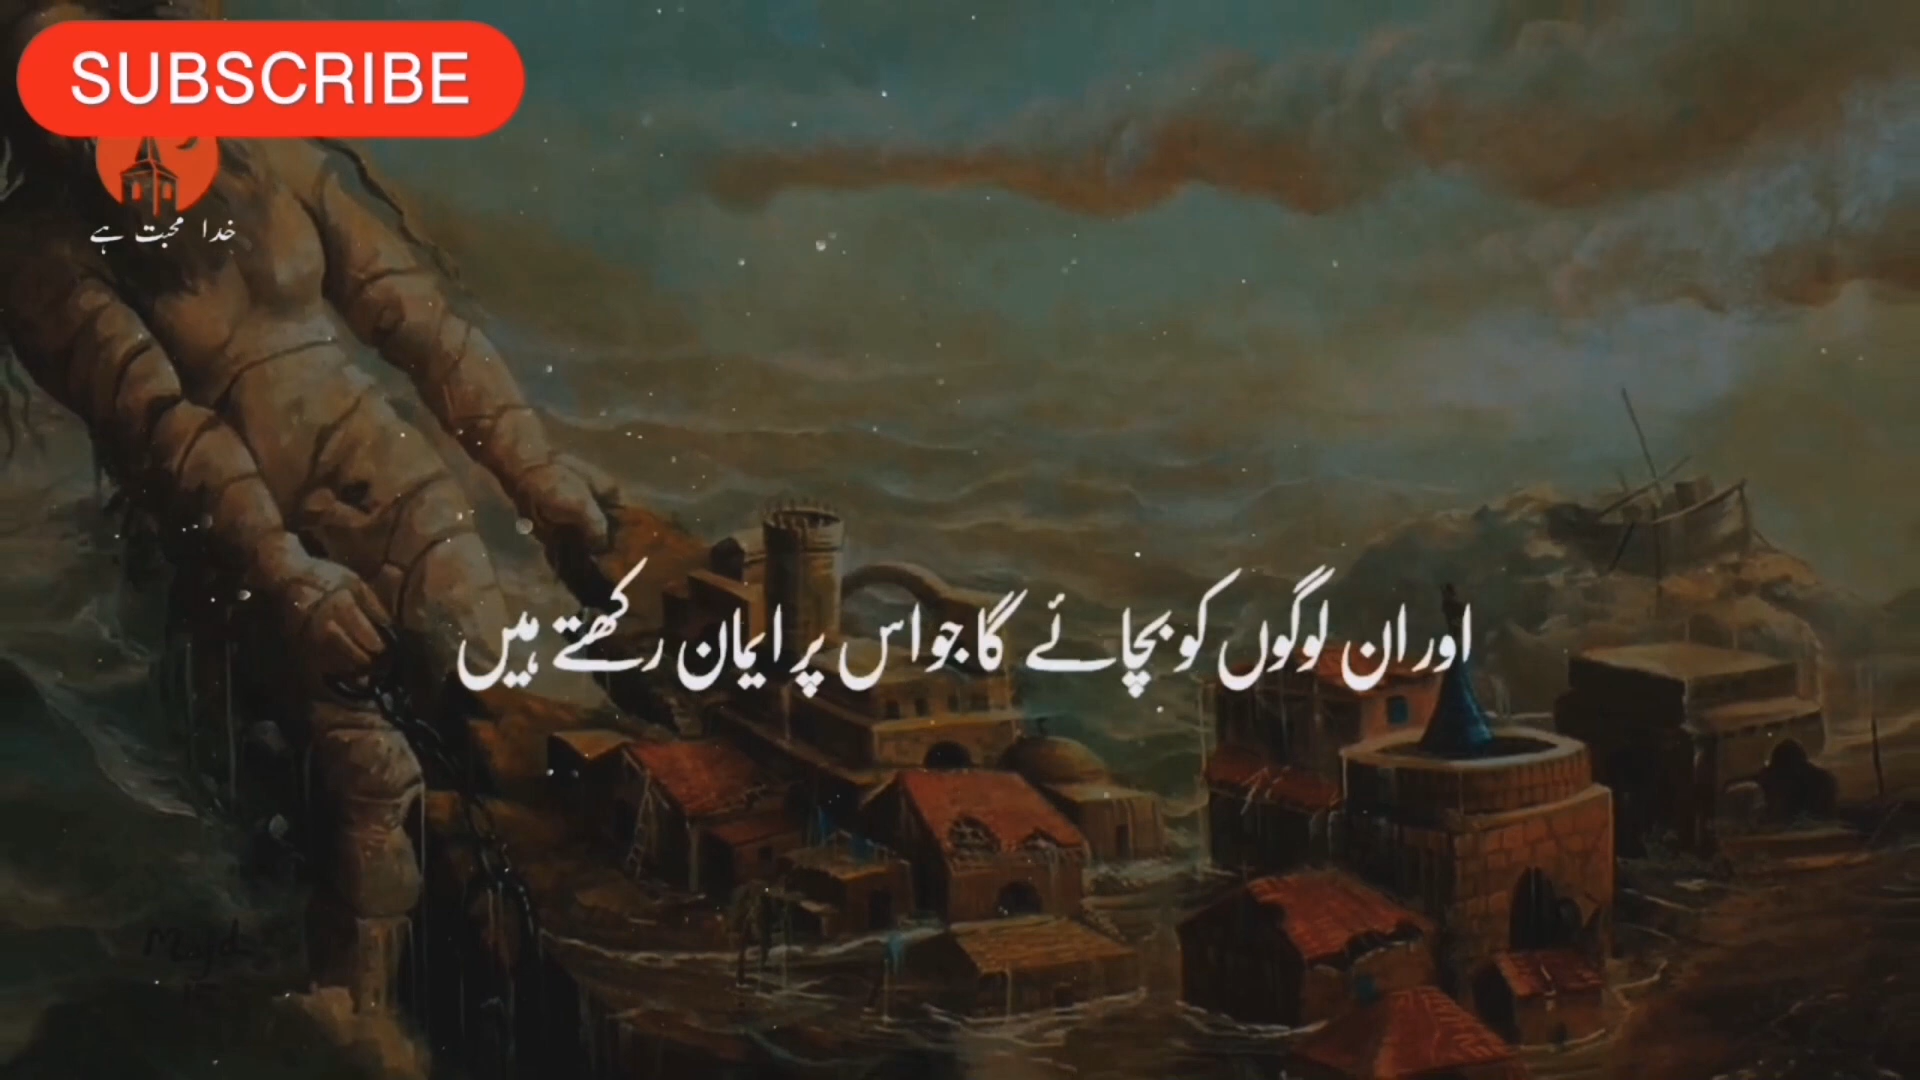 SUBSCRIBE
خدا محبت ہے
اور ان لوگوں کو بچائے گا جو اس پر ایمان رکھتے ہیں